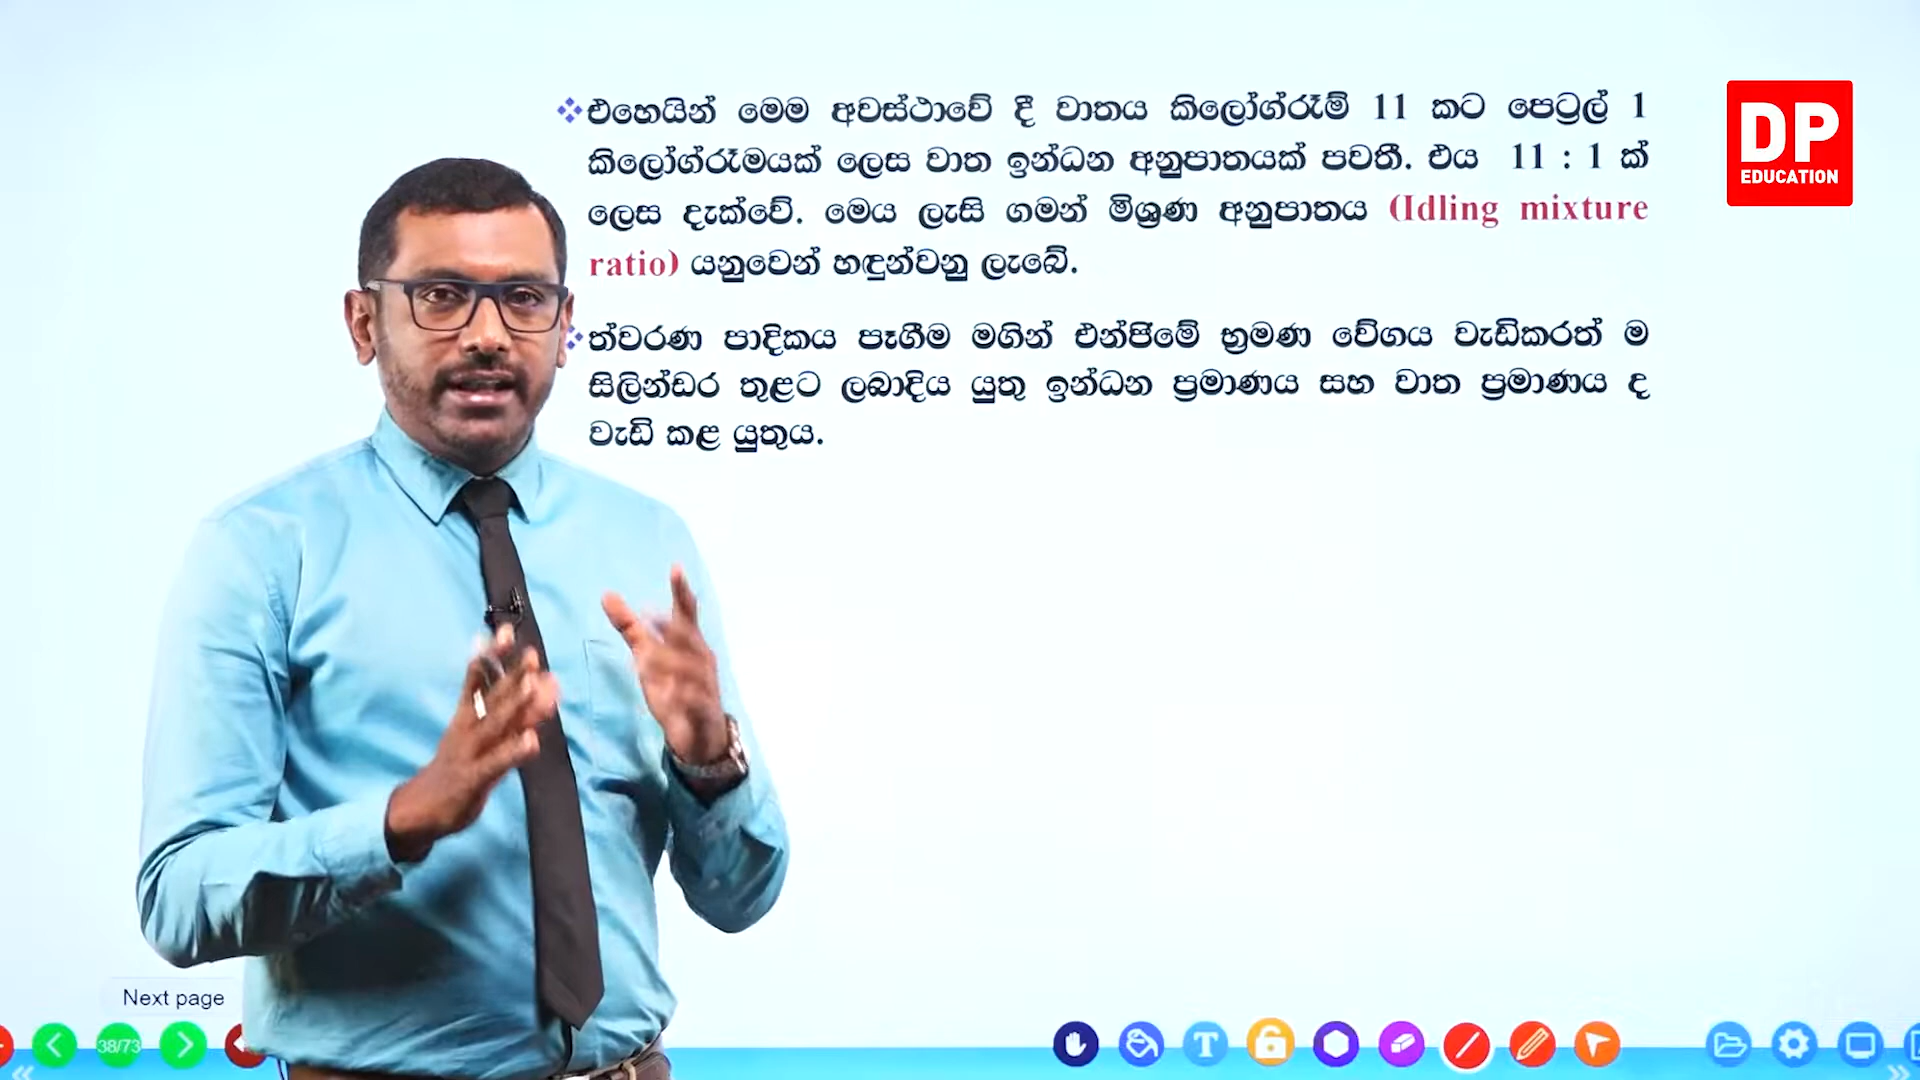 එහෙයින් මෙම අවස්ථාවේ දී වාතය කිලෝග්රෑම් 11 කට පෙට්‍රල් 1
කිලෝග්රෑමයක් ලෙස වාත ඉන්ධන අනුපාතයක් පවතී. එය 11 : 1 ක්
ලෙස දැක්වේ. මෙය ලැසි ගමන් මිශ්‍රණ අනුපාතය (Idling mixture
ratio) යනුවෙන් හඳුන්වනු ලැබේ.
ත්වරණ පාදිකය පෑගීම මගින් එන්ජිමේ භ්‍රමණ වේගය වැඩිකරත් ම
සිලින්ඩර තුළට ලබාදිය යුතු ඉන්ධන ප්‍රමාණය සහ වාත ප්‍රමාණය ද
වැඩි කළ යුතුය.
DP
EDUCATION
Next page
38/73
T